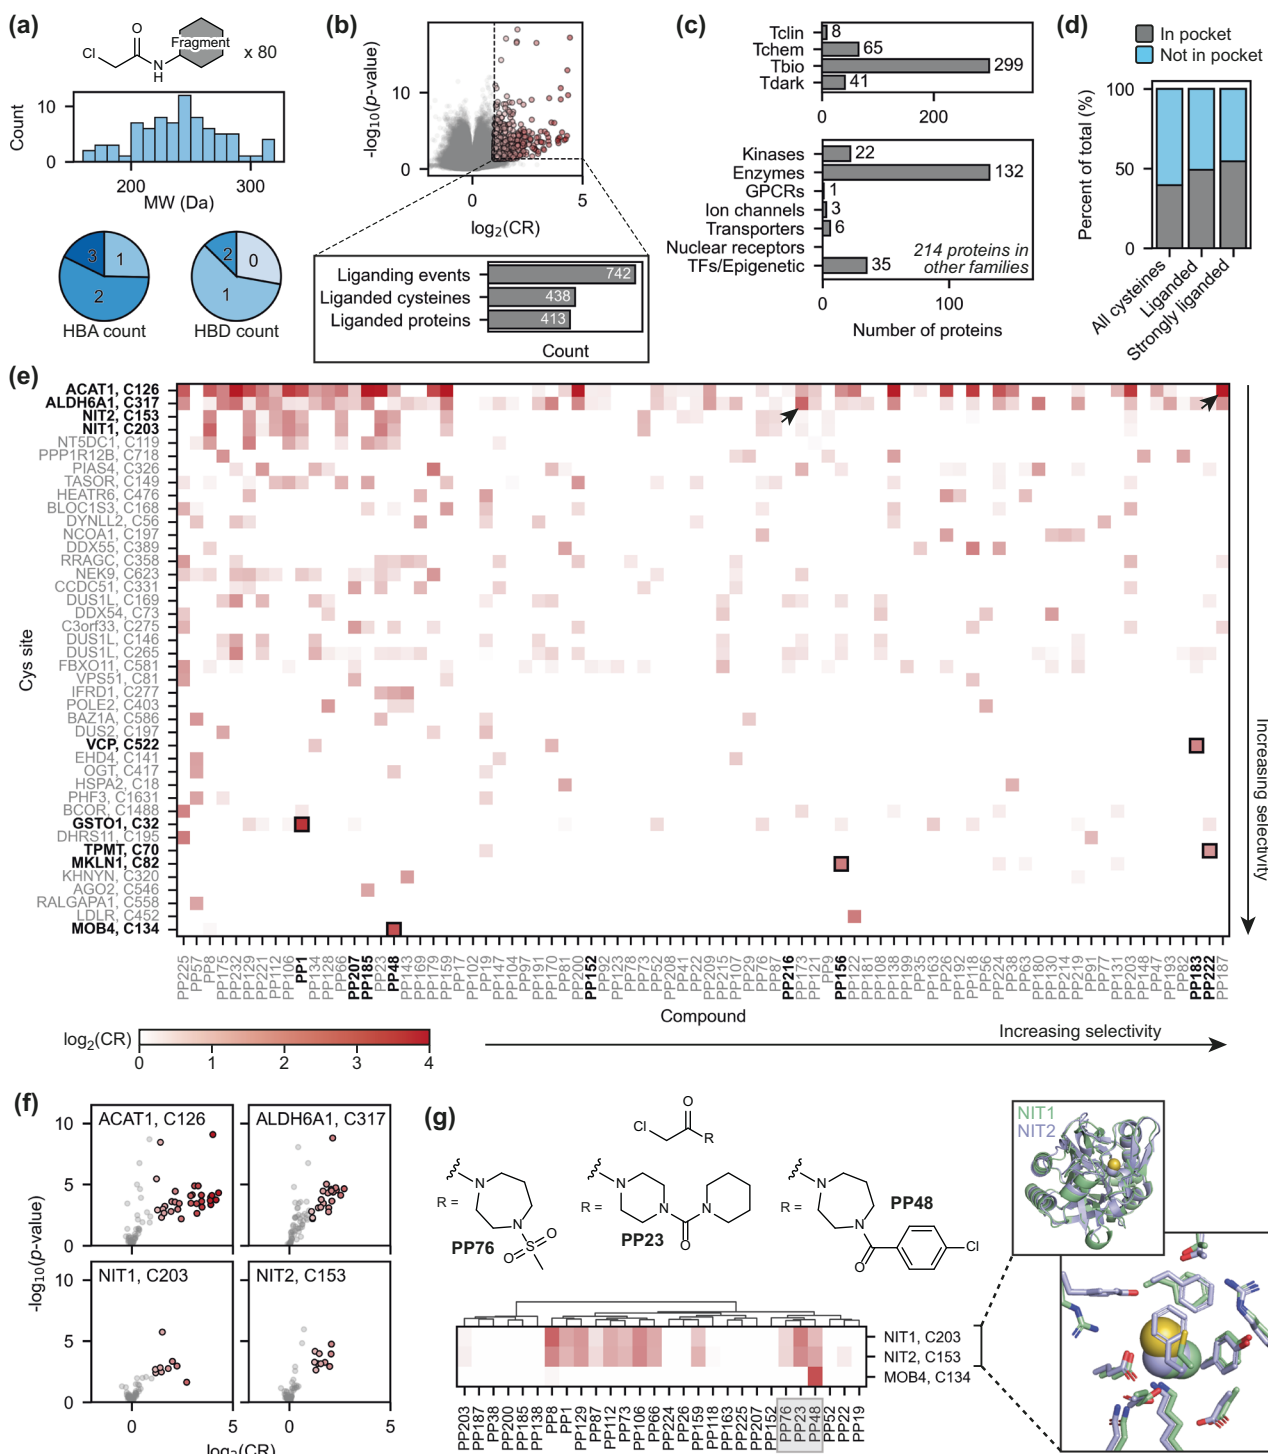 (a)
O
Cl
N
H
Fragment
x 80
Count
10
0
200
300
MW (Da)
3
1
2
HBA count
2
0
1
HBD count
(b)
-log10(p-value)
10
0
0
5
log2(CR)
Liganding events
742
Liganded cysteines
438
Liganded proteins
413
Count
(c)
Tclin
8
Tchem
65
Tbio
299
Tdark
41
0
200
Kinases
22
Enzymes
132
GPCRs
1
Ion channels
3
Transporters
6
Nuclear receptors
TFs/Epigenetic
35
214 proteins in
other families
0
100
Number of proteins
(d)
In pocket
Not in pocket
Percent of total (%)
100
50
0
All cysteines
Liganded
Strongly liganded
(e)
Cys site
ACAT1, C126
ALDH6A1, C317
NIT2, C153
NIT1, C203
NT5DC1, C119
PPP1R12B, C718
PIAS4, C326
TASOR, C149
HEATR6, C476
BLOC1S3, C168
DYNLL2, C56
NCOA1, C197
DDX55, C389
RRAGC, C358
NEK9, C623
CCDC51, C331
DUS1L, C169
DDX54, C73
C3orf33, C275
DUS1L, C146
DUS1L, C265
FBXO11, C581
VPS51, C81
IFRD1, C277
POLE2, C403
BAZ1A, C586
DUS2, C197
VCP, C522
EHD4, C141
OGT, C417
HSPA2, C18
PHF3, C1631
BCOR, C1488
GSTO1, C32
DHRS11, C195
TPMT, C70
MKLN1, C82
KHNYN, C320
AGO2, C546
RALGAPA1, C558
LDLR, C452
MOB4, C134
Increasing selectivity
PP225
PP57
PP8
PP175
PP232
PP129
PP221
PP112
PP106
PP1
PP134
PP128
PP66
PP207
PP185
PP23
PP48
PP143
PP169
PP179
PP159
PP17
PP102
PP19
PP147
PP104
PP97
PP191
PP170
PP81
PP200
PP152
PP92
PP123
PP87
PP73
PP52
PP208
PP41
PP22
PP209
PP215
PP107
PP29
PP76
PP87
PP216
PP173
PP121
PP9
PP156
PP122
PP181
PP108
PP138
PP199
PP35
PP163
PP26
PP192
PP118
PP56
PP224
PP38
PP63
PP180
PP130
PP214
PP219
PP91
PP77
PP31
PP203
PP148
PP47
PP193
PP82
PP183
PP222
PP187
Compound
Increasing selectivity
log2(CR)
0
1
2
3
4
(f)
-log10(p-value)
ACAT1, C126
ALDH6A1, C317
10
5
0
NIT1, C203
NIT2, C153
10
5
0
0
5
0
5
log2(CR)
(g)
O
Cl
R
R =
N
N
S
O
O
PP76
R =
N
N
N
O
PP23
R =
N
N
O
Cl
PP48
NIT1, C203
NIT2, C153
MOB4, C134
PP203
PP187
PP38
PP200
PP185
PP138
PP8
PP1
PP129
PP87
PP112
PP73
PP106
PP66
PP224
PP26
PP159
PP118
PP163
PP225
PP207
PP152
PP76
PP23
PP48
PP52
PP22
PP19
NIT1
NIT2